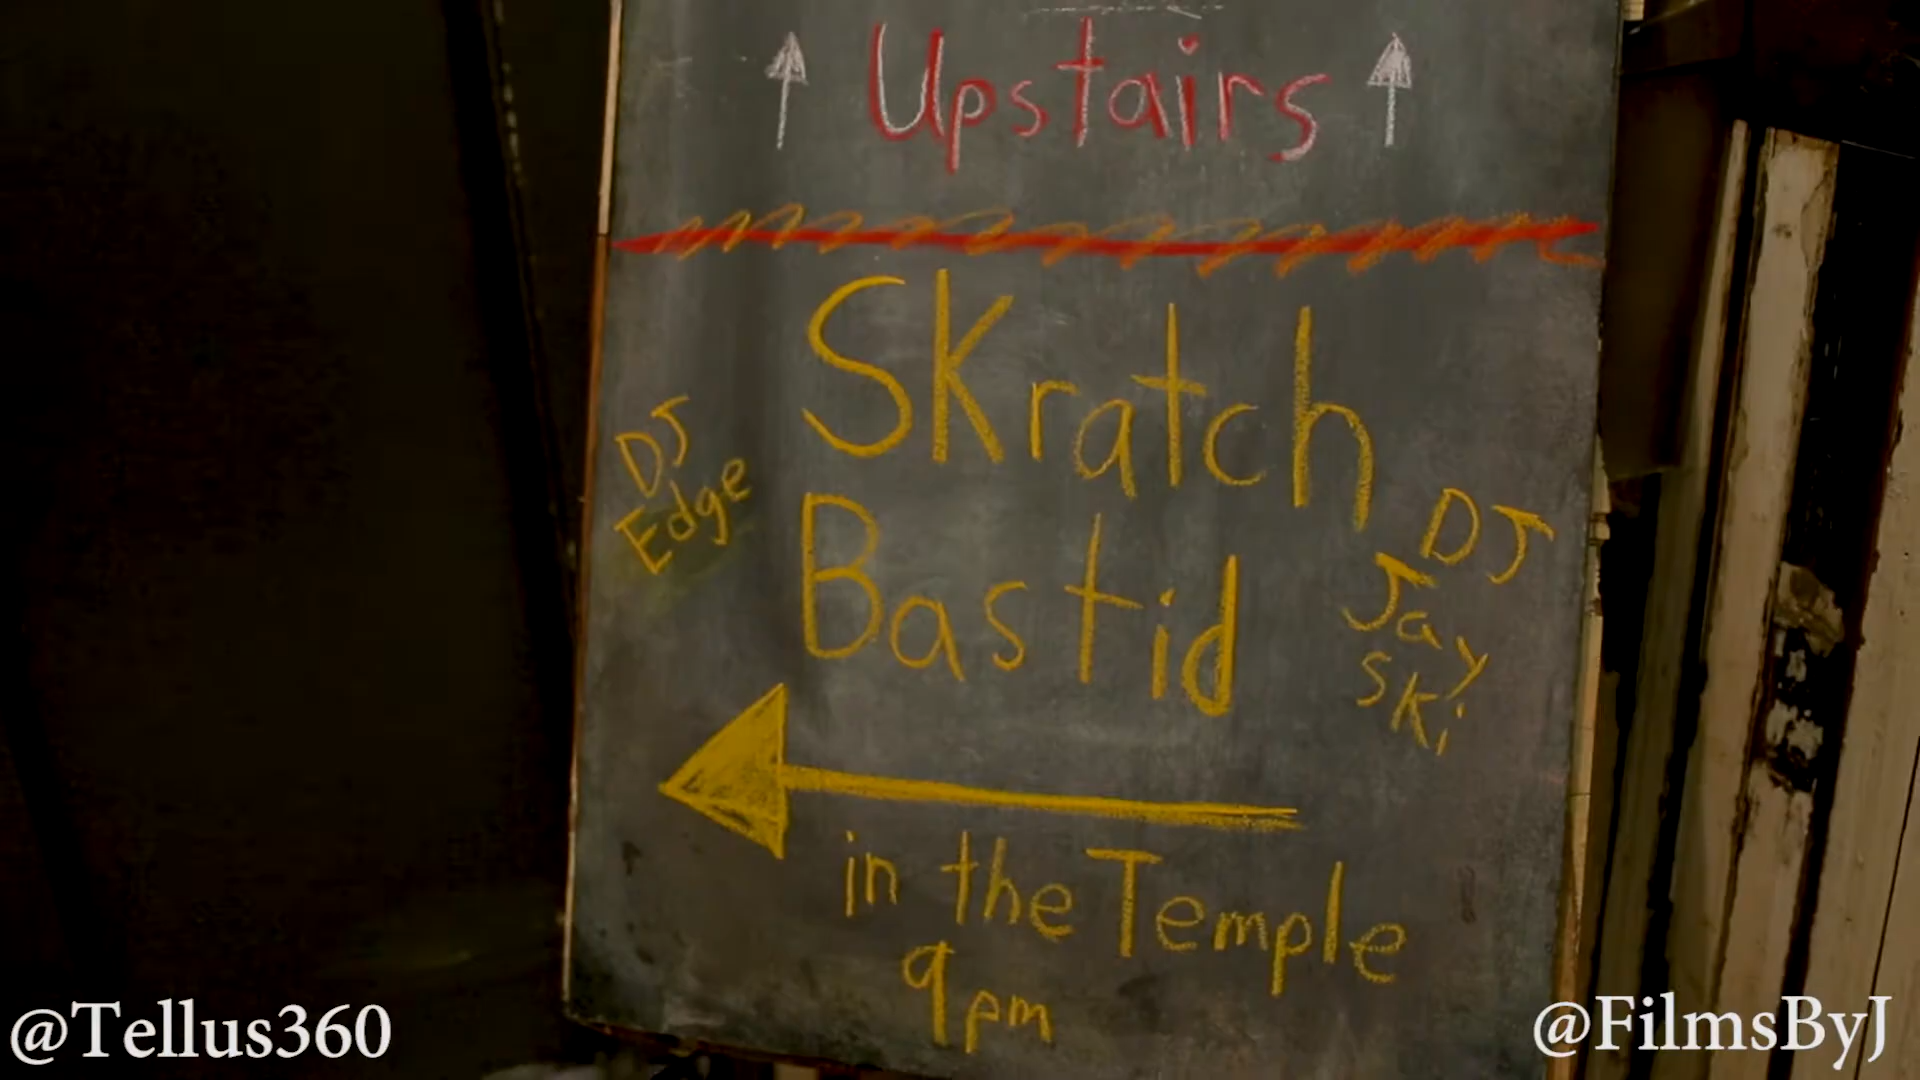 Upstairs
SKratch
Bastid
DJ
Edge
DJ
Jay
SKi
in the Temple
9pm
@Tellus360
@FilmsByJ